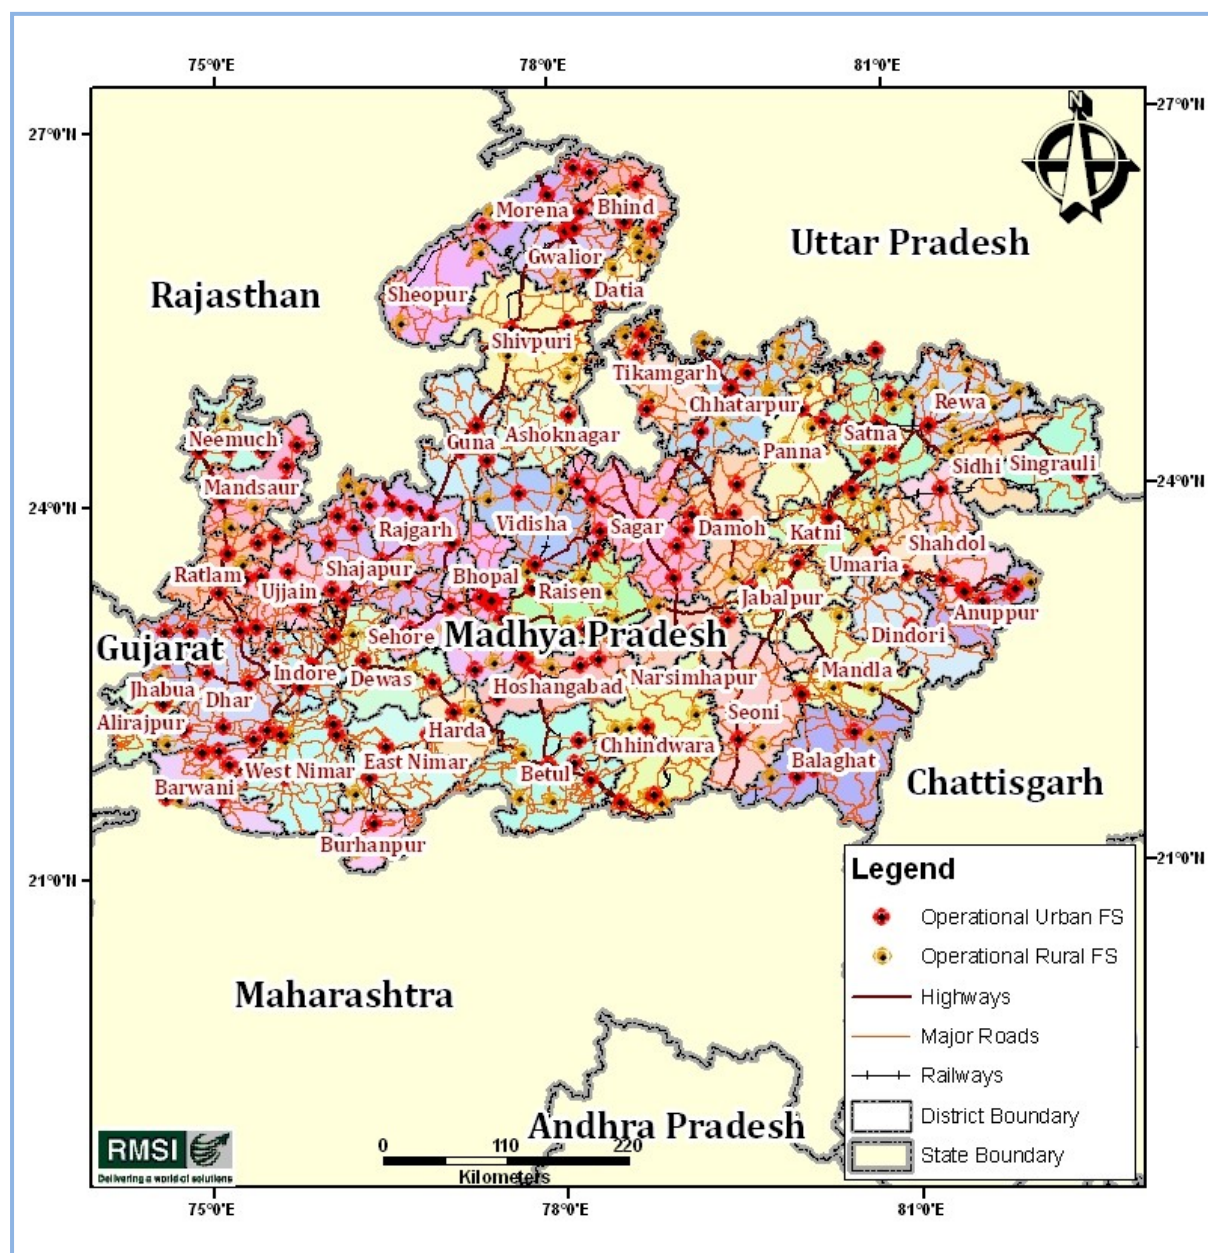 75°0'E 78°0'E 81°0'E
27°0'N 27°0'N
N
Morena Bhind
Uttar Pradesh
Gwalior
Rajasthan Sheopur Datia
Shivpuri
Tikamgarh
Chhatarpur Rewa
Neemuch Guna Ashoknagar Satna
Panna Sidhi Singrauli
Mandsaur
24°0'N 24°0'N
Rajgarh Vidisha Sagar Damoh Katni
Shahdol
Ratlam Shajapur Bhopal Umaria
Ujjain Raisen Jabalpur Anuppur
Sehore Madhya Pradesh Dindori
Gujarat
Indore Dewas Narsimhapur Mandla
Jhabua Dhar Hoshangabad
Alirajpur Harda Seoni
Chhindwara
West Nimar East Nimar Betul Balaghat
Barwani Chattisgarh
Burhanpur
21°0'N 21°0'N
Legend
Operational Urban FS
Operational Rural FS
Highways
Major Roads
Railways
District Boundary
State Boundary
Maharashtra
Andhra Pradesh
RMSI
Delivering a world of solutions
0 110 220
Kilometers
75°0'E 78°0'E 81°0'E